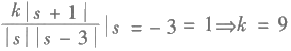 k|s + 1| / |s||s − 3| |s = − 3 = 1⇒k = 9